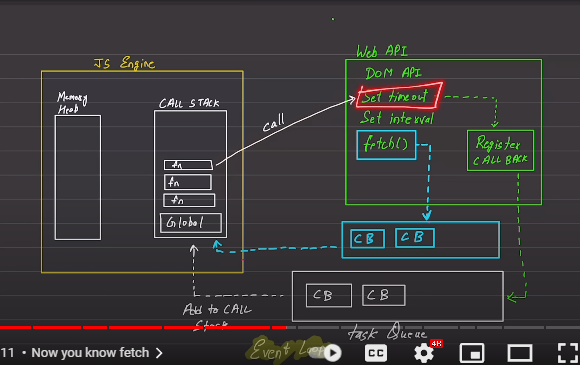 Web API
JS Engine
DOM API
Memory
Heap
CALL STACK
Set timeout
call
Set interval
fetch()
Register
CALL BACK
fn
fn
fn
Global
CB
CB
CB
CB
Add to CALL
Stack
task Queue
Event Loop
CC
4K
11 • Now you know fetch >